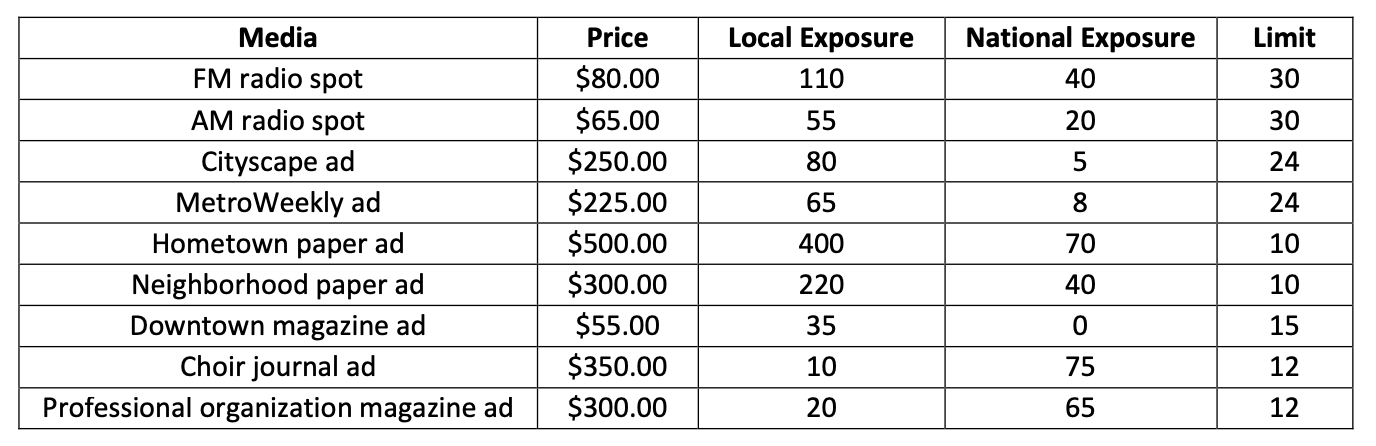 Media Price Local Exposure National Exposure Limit
FM radio spot $80.00 110 40 30
AM radio spot $65.00 55 20 30
Cityscape ad $250.00 80 5 24
MetroWeekly ad $225.00 65 8 24
Hometown paper ad $500.00 400 70 10
Neighborhood paper ad $300.00 220 40 10
Downtown magazine ad $55.00 35 0 15
Choir journal ad $350.00 10 75 12
Professional organization magazine ad $300.00 20 65 12